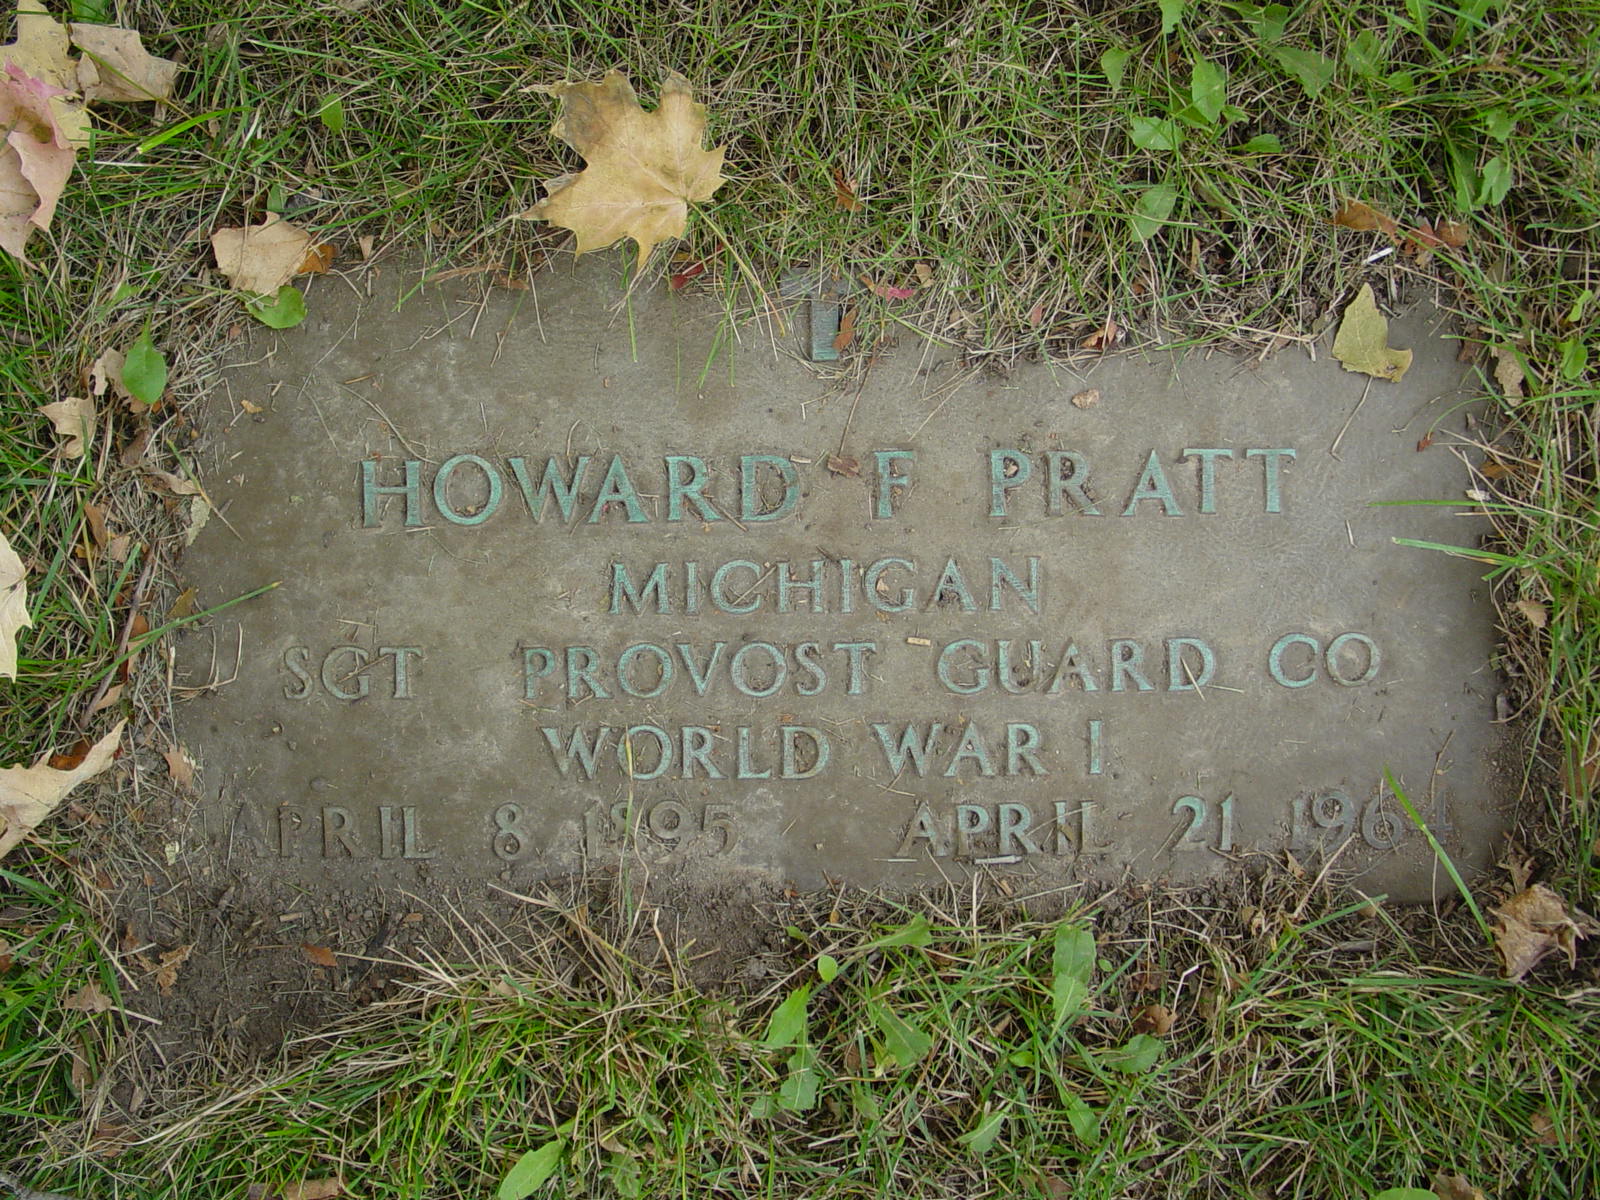 HOWARD F PRATT
MICHIGAN
SGT PROVOST GUARD CO
WORLD WAR I
APRIL 8 1895 APRIL 21 1964